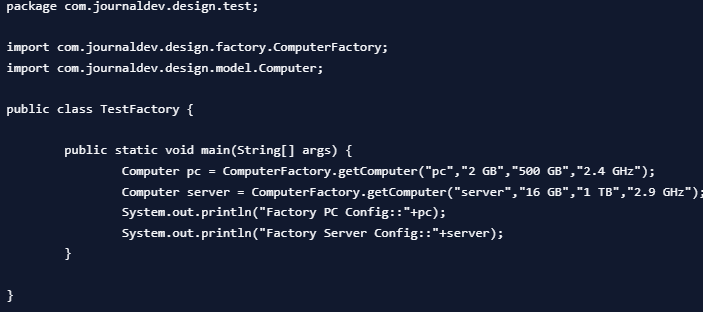 package com.journaldev.design.test;
import com.journaldev.design.factory.ComputerFactory;
import com.journaldev.design.model.Computer;
public class TestFactory {
public static void main(String[] args) {
Computer pc = ComputerFactory.getComputer("pc","2 GB","500 GB","2.4 GHz");
Computer server = ComputerFactory.getComputer("server","16 GB","1 TB","2.9 GHz");
System.out.println("Factory PC Config::"+pc);
System.out.println("Factory Server Config::"+server);
}
}